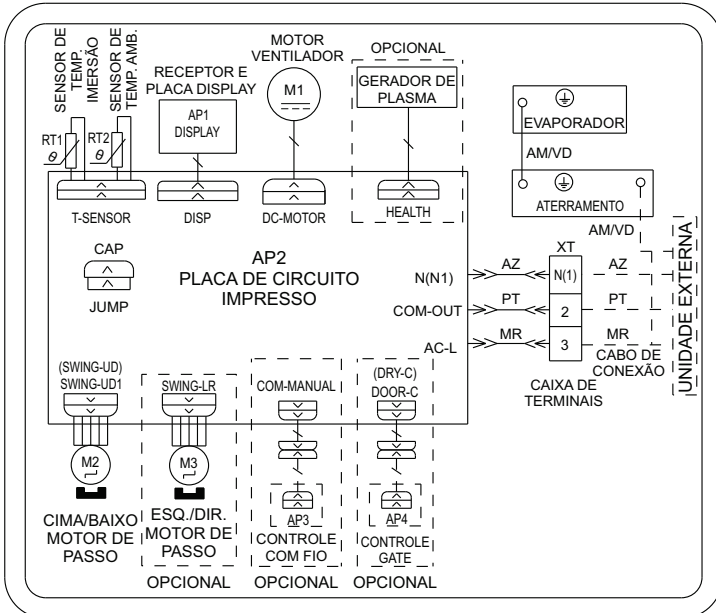 SENSOR DE
TEMP.
IMERSÃO
SENSOR DE
TEMP. AMB.
RECEPTOR E
PLACA DISPLAY
MOTOR
VENTILADOR
OPCIONAL
GERADOR DE
PLASMA
AP1
DISPLAY
M1
RT1
θ
RT2
θ
EVAPORADOR
AM/VD
ATERRAMENTO
AM/VD
T-SENSOR
DISP
DC-MOTOR
HEALTH
CAP
JUMP
AP2
PLACA DE CIRCUITO
IMPRESSO
N(N1)
AZ
XT
N(1)
AZ
COM-OUT
PT
2
PT
AC-L
MR
3
MR
CABO DE
CONEXÃO
CAIXA DE
TERMINAIS
UNIDADE EXTERNA
(SWING-UD)
SWING-UD1
SWING-LR
COM-MANUAL
(DRY-C)
DOOR-C
M2
M3
AP3
AP4
CIMA/BAIXO
MOTOR DE
PASSO
ESQ./DIR.
MOTOR DE
PASSO
CONTROLE
COM FIO
CONTROLE
GATE
OPCIONAL
OPCIONAL
OPCIONAL